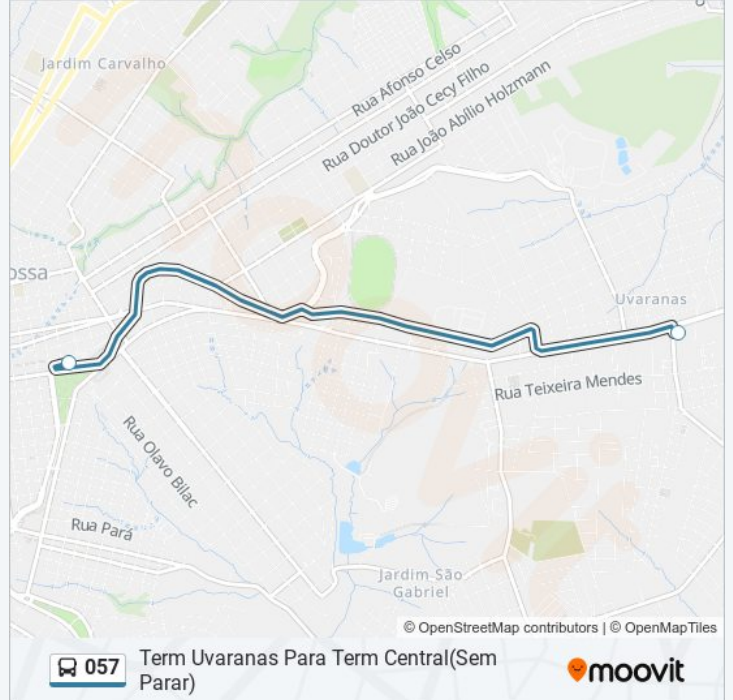 Jardim Carvalho
Rua Afonso Celso
Rua Doutor João Cecy Filho
Rua João Abílio Holzmann
ossa
Uvaranas
Rua Teixeira Mendes
Rua Olavo Bilac
Rua Pará
Jardim São
Gabriel
© OpenStreetMap contributors | © OpenMapTiles
057
Term Uvaranas Para Term Central(Sem
Parar)
moovit